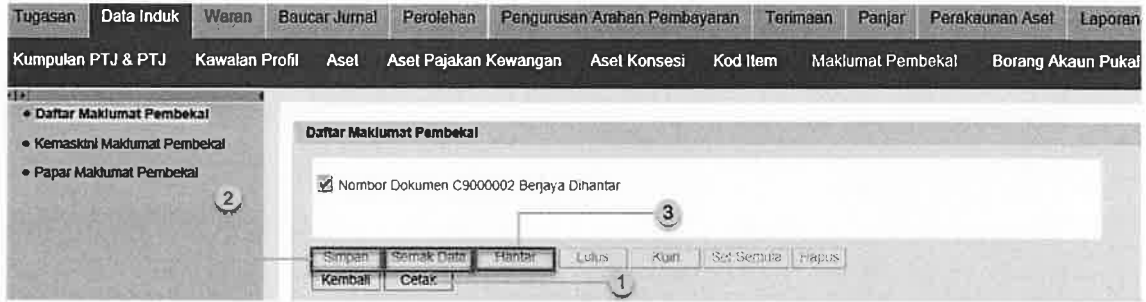 Tugasan Data Induk Waran Baucar Jurnal Perolehan Pengurusan Arahan Pembayaran Terimaan Panjar Perakaunan Aset Laporan
Kumpulan PTJ & PTJ Kawalan Profil Aset Aset Pajakan Kewangan Aset Konsesi Kod Item Maklumat Pembekal Borang Akaun Pukal
• Daftar Maklumat Pembekal
• Kemaskini Maklumat Pembekal
• Papar Maklumat Pembekal
2
Daftar Maklumat Pembekal
Nombor Dokumen C9000002 Berjaya Dihantar
3
Simpan Semak Data Hantar Lulus Kuiri Set Semula Hapus
Kembali Cetak
1